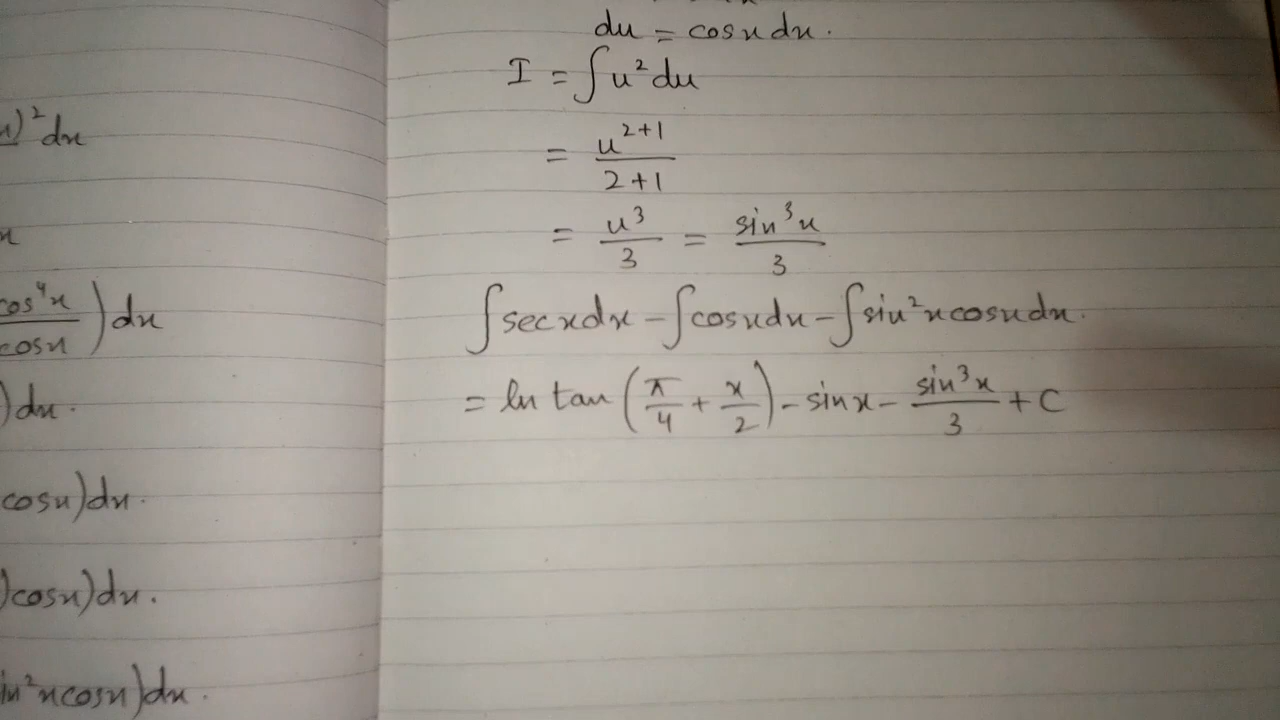 )² dx
x
cos⁴x / cosx ) dx
) dx.
cosx) dx.
) cosx) dx.
in²x cosx) dx.
du = cosx dx.
I = ∫ u² du
= u²⁺¹ / 2+1
= u³ / 3 = sin³x / 3
∫ secx dx − ∫ cosx dx − ∫ sin²x cosx dx.
= ln tan (π/4 + x/2) − sinx − sin³x / 3 + C